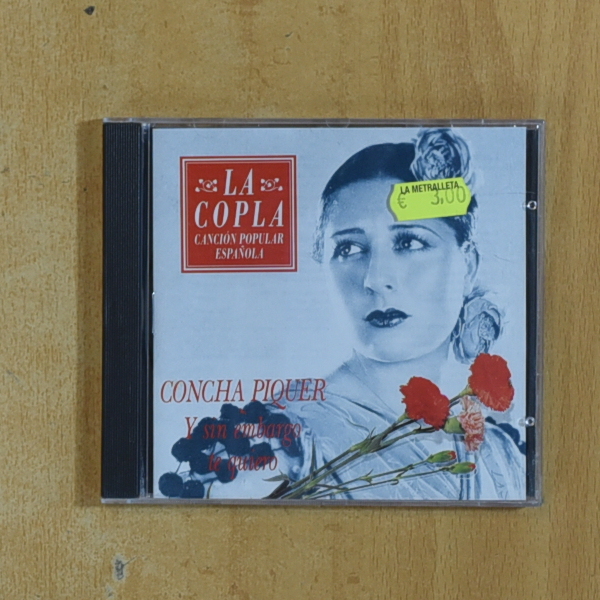 LA
COPLA
CANCIÓN POPULAR
ESPAÑOLA
LA METRALLETA
€ 3.00
CONCHA PIQUER
Y sin embargo
te quiero